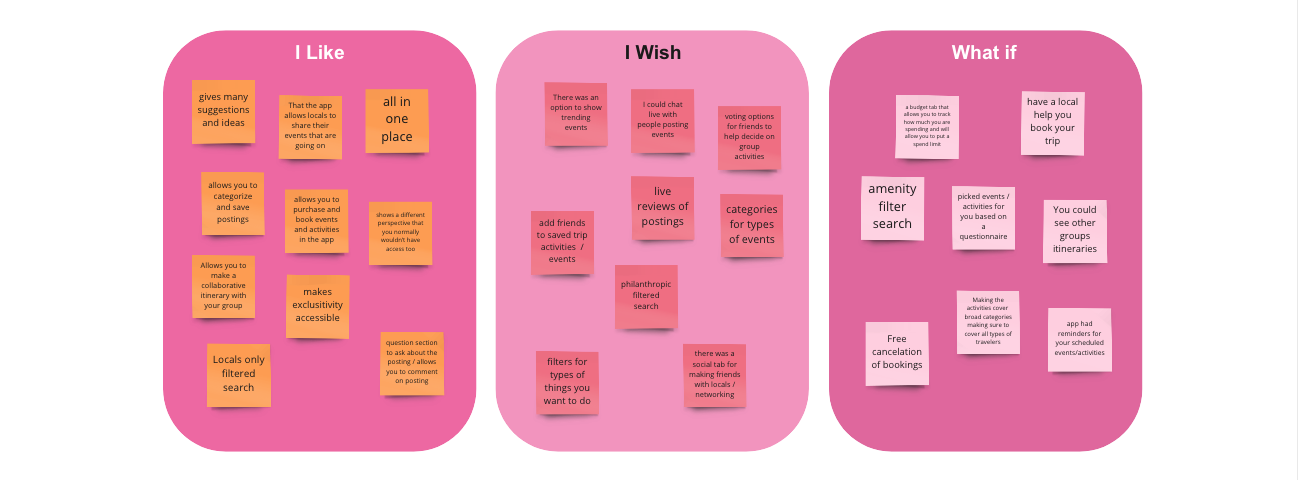 I Like
gives many
suggestions
and ideas
That the app
allows locals to
share their
events that are
going on
all in
one
place
allows you to
categorize
and save
postings
allows you to
purchase and
book events
and activities
in the app
shows a different
perspective that
you normally
wouldn't have
access too
Allows you to
make a
collaborative
itinerary with
your group
makes
exclusitivity
accessible
Locals only
filtered
search
question section
to ask about the
posting / allows
you to comment
on posting
I Wish
There was an
option to show
trending
events
I could chat
live with
people posting
events
voting options
for friends to
help decide on
group
activities
live
reviews of
postings
categories
for types
of events
add friends
to saved trip
activities /
events
philanthropic
filtered
search
filters for
types of
things you
want to do
there was a
social tab for
making friends
with locals /
networking
What if
a budget tab that
allows you to track
how much you are
spending and will
allow you to put a
spend limit
have a local
help you
book your
trip
amenity
filter
search
picked events /
activities for
you based on
a
questionnaire
You could
see other
groups
itineraries
Making the
activities cover
broad categories
making sure to
cover all types of
travelers
Free
cancelation
of bookings
app had
reminders for
your scheduled
events/activities